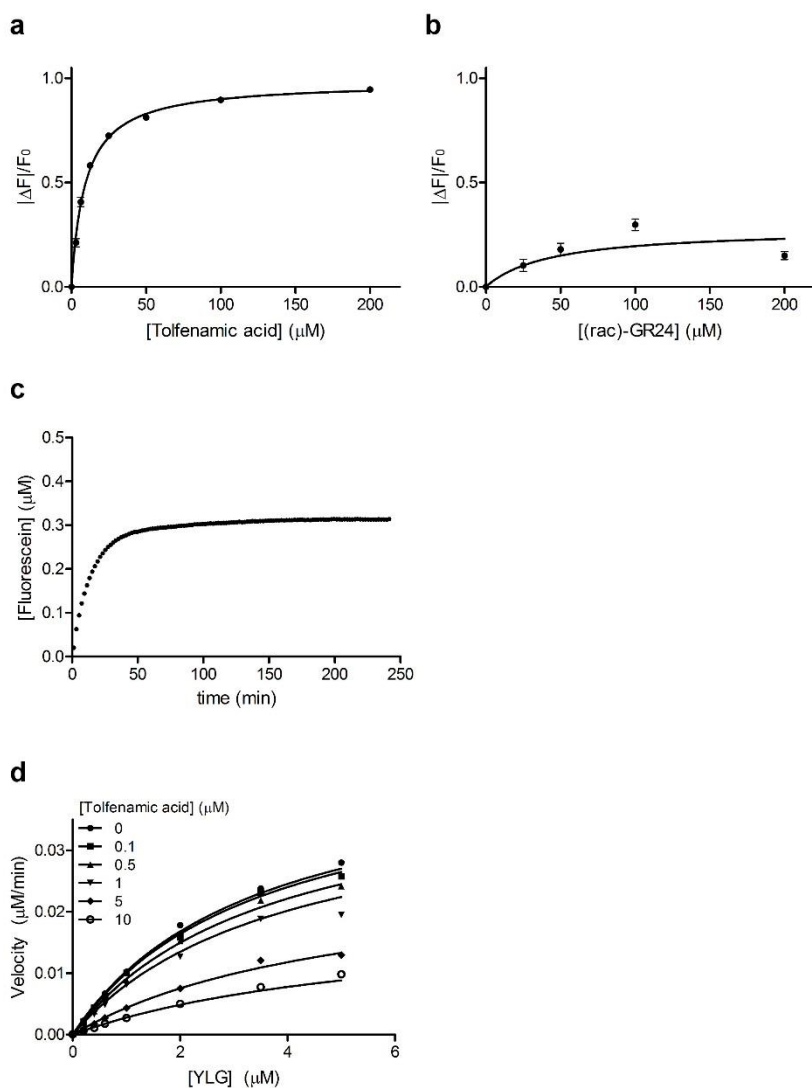 a
1.0
0.5
0.0
|ΔF|/F0
0 50 100 150 200
[Tolfenamic acid] (μM)
b
1.0
0.5
0.0
|ΔF|/F0
0 50 100 150 200
[(rac)-GR24] (μM)
c
0.5
0.4
0.3
0.2
0.1
0.0
[Fluorescein] (μM)
0 50 100 150 200 250
time (min)
d
[Tolfenamic acid] (μM)
0
0.1
0.5
1
5
10
0.03
0.02
0.01
0.00
Velocity (μM/min)
0 2 4 6
[YLG] (μM)